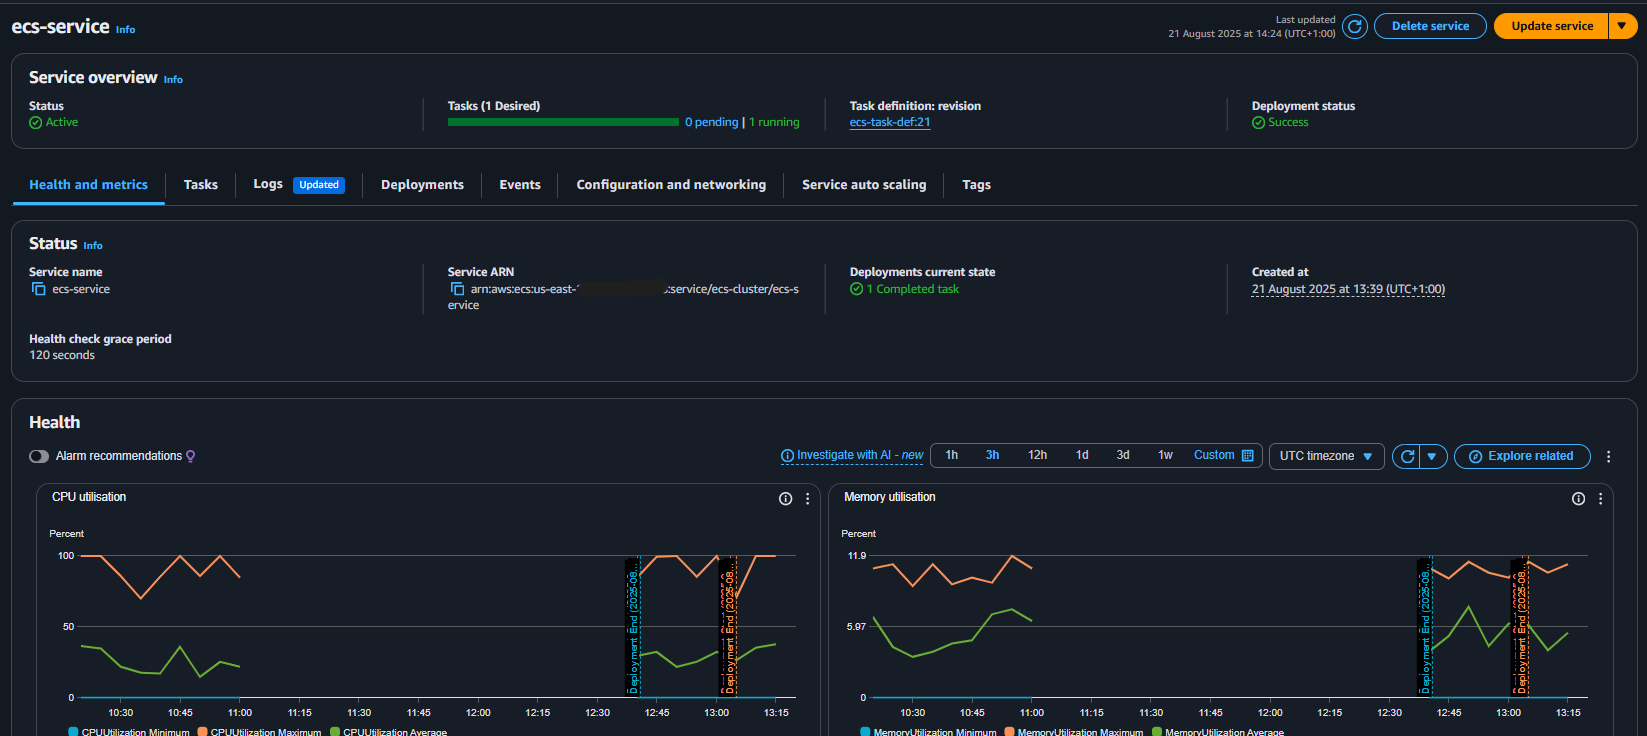 ecs-service Info
Last updated
21 August 2025 at 14:24 (UTC+1:00)
Delete service
Update service
Service overview Info
Status
Active
Tasks (1 Desired)
0 pending | 1 running
Task definition: revision
ecs-task-def:21
Deployment status
Success
Health and metrics
Tasks
Logs Updated
Deployments
Events
Configuration and networking
Service auto scaling
Tags
Status Info
Service name
ecs-service
Service ARN
arn:aws:ecs:us-east- :service/ecs-cluster/ecs-s
ervice
Deployments current state
1 Completed task
Created at
21 August 2025 at 13:39 (UTC+1:00)
Health check grace period
120 seconds
Health
Alarm recommendations
Investigate with AI - new
1h 3h 12h 1d 3d 1w Custom
UTC timezone
Explore related
CPU utilisation
Percent
100
50
0
Deployment End (2025-08...
Deployment End (2025-08...
10:30 10:45 11:00 11:15 11:30 11:45 12:00 12:15 12:30 12:45 13:00 13:15
CPUUtilization Minimum CPUUtilization Maximum CPUUtilization Average
Memory utilisation
Percent
11.9
5.97
0
Deployment End (2025-08...
Deployment End (2025-08...
10:30 10:45 11:00 11:15 11:30 11:45 12:00 12:15 12:30 12:45 13:00 13:15
MemoryUtilization Minimum MemoryUtilization Maximum MemoryUtilization Average